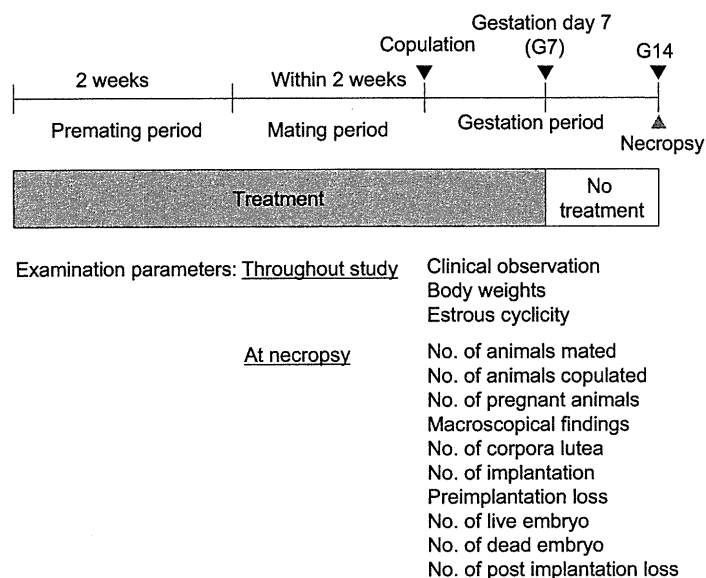 Gestation day 7
Copulation (G7) G14
2 weeks Within 2 weeks
Premating period Mating period Gestation period
Necropsy
Treatment No treatment
Examination parameters: Throughout study Clinical observation
Body weights
Estrous cyclicity
At necropsy No. of animals mated
No. of animals copulated
No. of pregnant animals
Macroscopical findings
No. of corpora lutea
No. of implantation
Preimplantation loss
No. of live embryo
No. of dead embryo
No. of post implantation loss